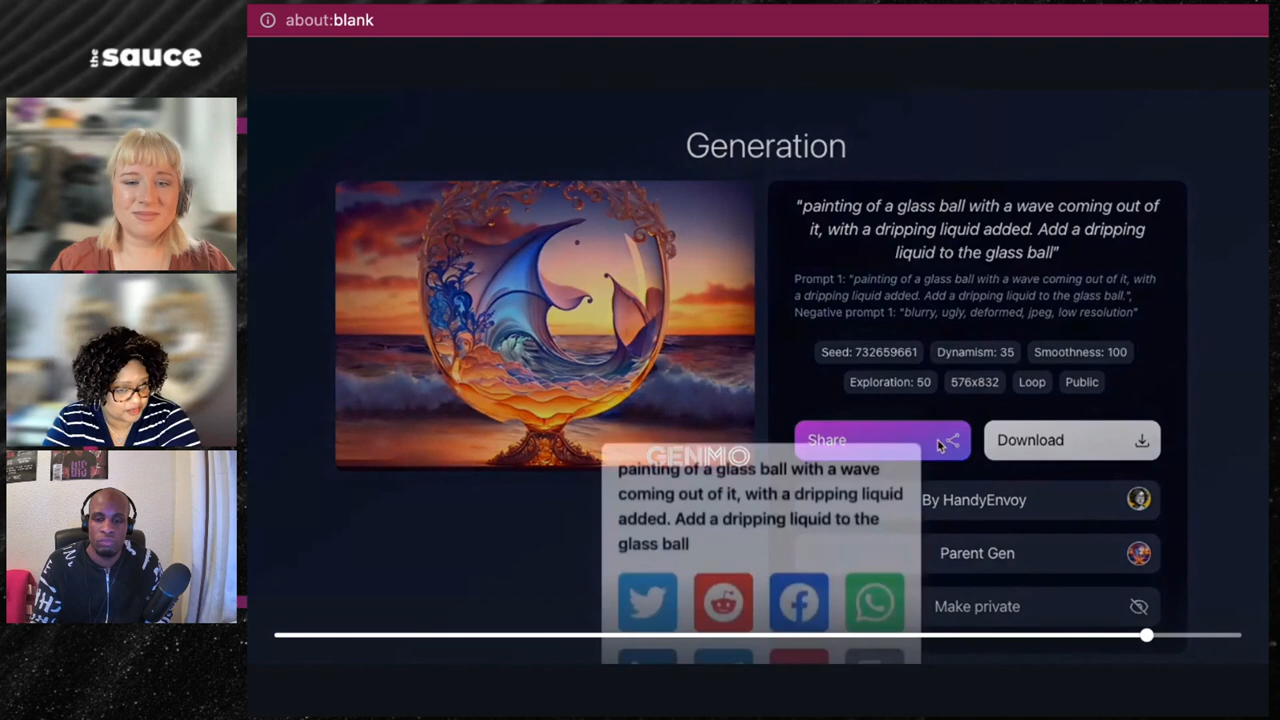 about:blank
the sauce
Generation
"painting of a glass ball with a wave coming out of
it, with a dripping liquid added. Add a dripping
liquid to the glass ball"
Prompt 1: "painting of a glass ball with a wave coming out of it, with
a dripping liquid added. Add a dripping liquid to the glass ball.",
Negative prompt 1: "blurry, ugly, deformed, jpeg, low resolution"
Seed: 732659661
Dynamism: 35
Smoothness: 100
Exploration: 50
576x832
Loop
Public
Share
Download
GENMO
painting of a glass ball with a wave
coming out of it, with a dripping liquid
added. Add a dripping liquid to the
glass ball
By HandyEnvoy
Parent Gen
Make private